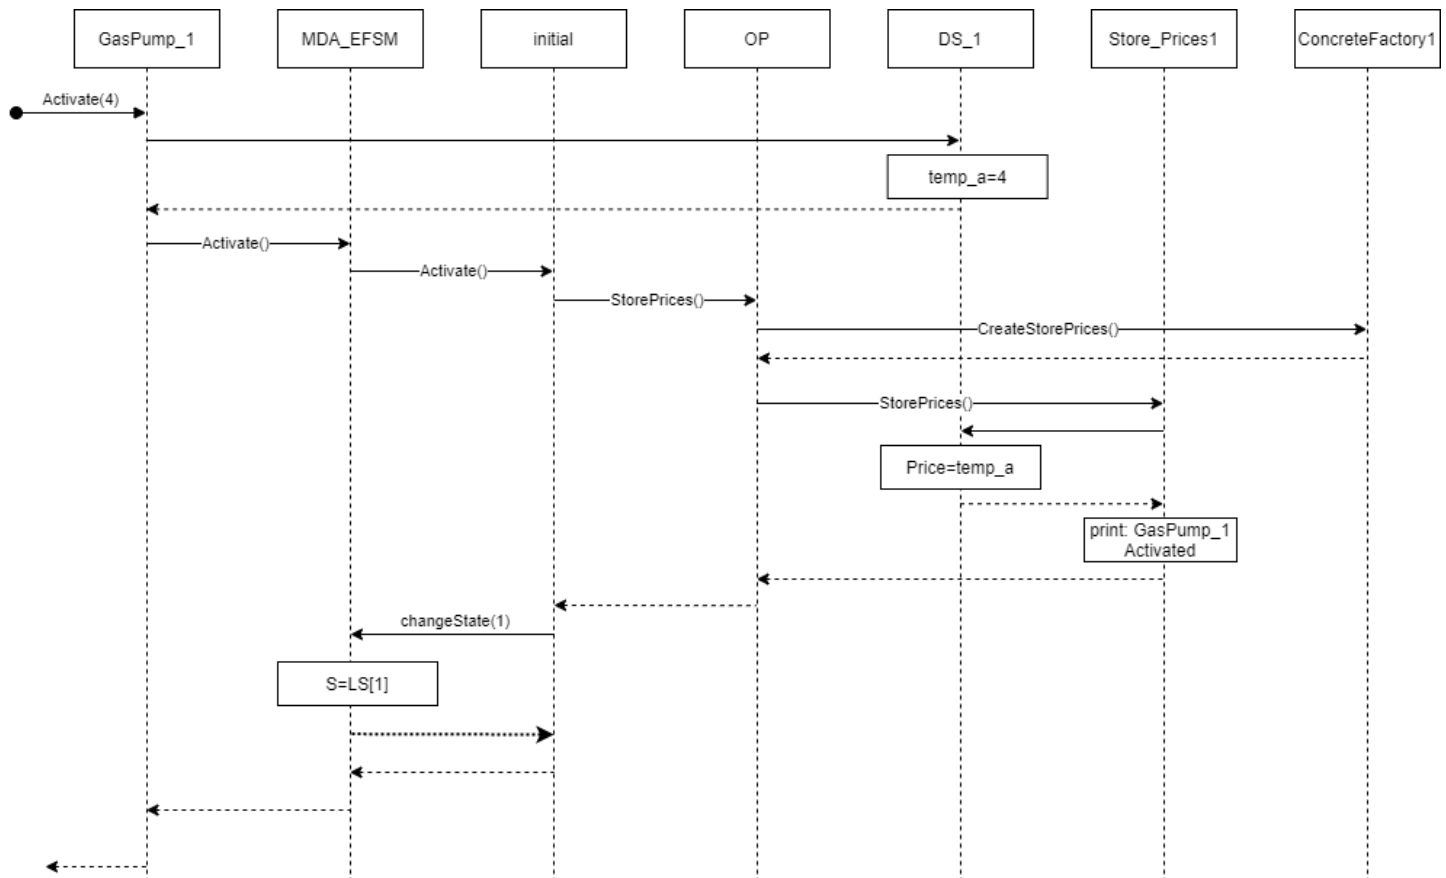 GasPump_1
MDA_EFSM
initial
OP
DS_1
Store_Prices1
ConcreteFactory1
Activate(4)
temp_a=4
Activate()
Activate()
StorePrices()
CreateStorePrices()
StorePrices()
Price=temp_a
print: GasPump_1
Activated
changeState(1)
S=LS[1]